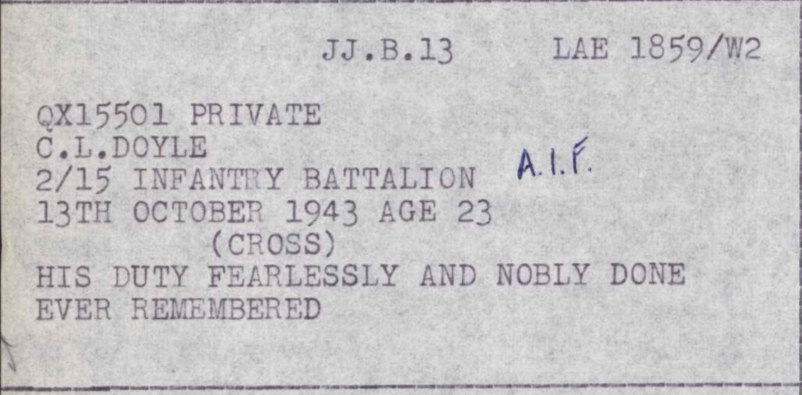 JJ.B.13 LAE 1859/W2
QX15501 PRIVATE
C.L.DOYLE
2/15 INFANTRY BATTALION A.I.F.
13TH OCTOBER 1943 AGE 23
(CROSS)
HIS DUTY FEARLESSLY AND NOBLY DONE
EVER REMEMBERED